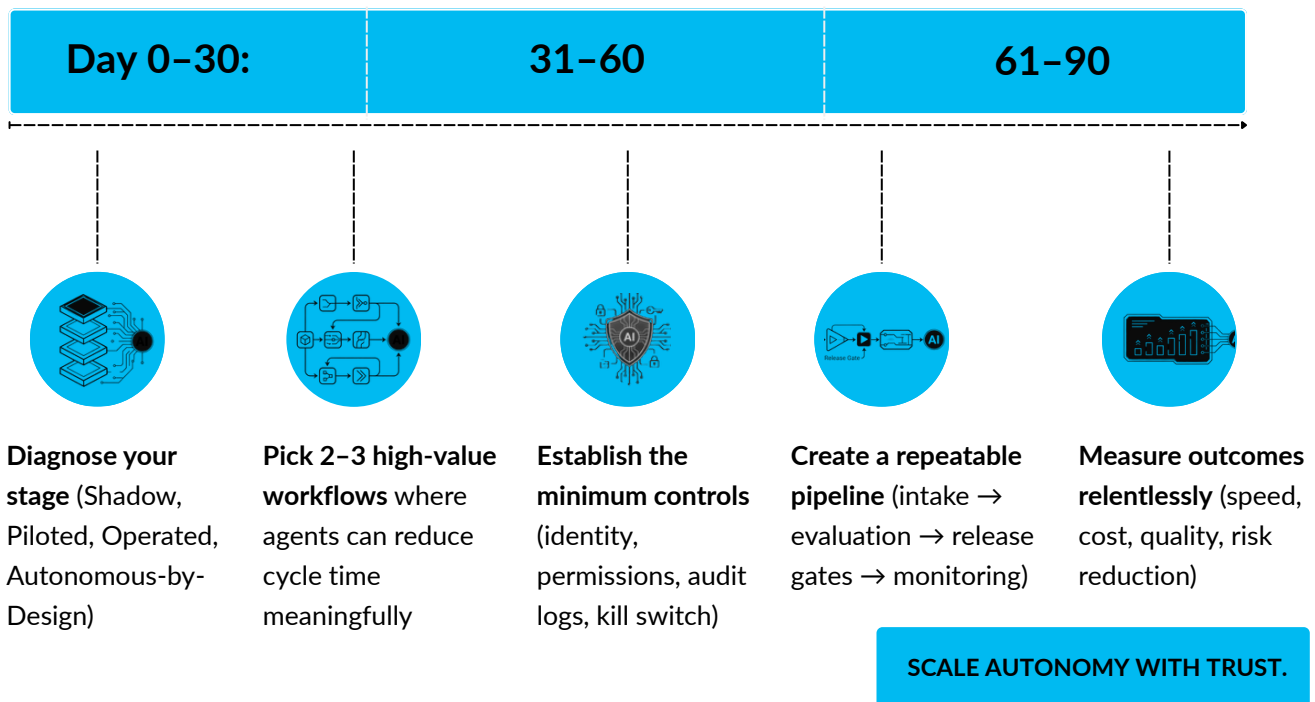 Day 0–30:
31–60
61–90
AI
AI
AI
Release Gate
AI
Diagnose your
stage (Shadow,
Piloted, Operated,
Autonomous-by-
Design)
Pick 2–3 high-value
workflows where
agents can reduce
cycle time
meaningfully
Establish the
minimum controls
(identity,
permissions, audit
logs, kill switch)
Create a repeatable
pipeline (intake →
evaluation → release
gates → monitoring)
Measure outcomes
relentlessly (speed,
cost, quality, risk
reduction)
SCALE AUTONOMY WITH TRUST.